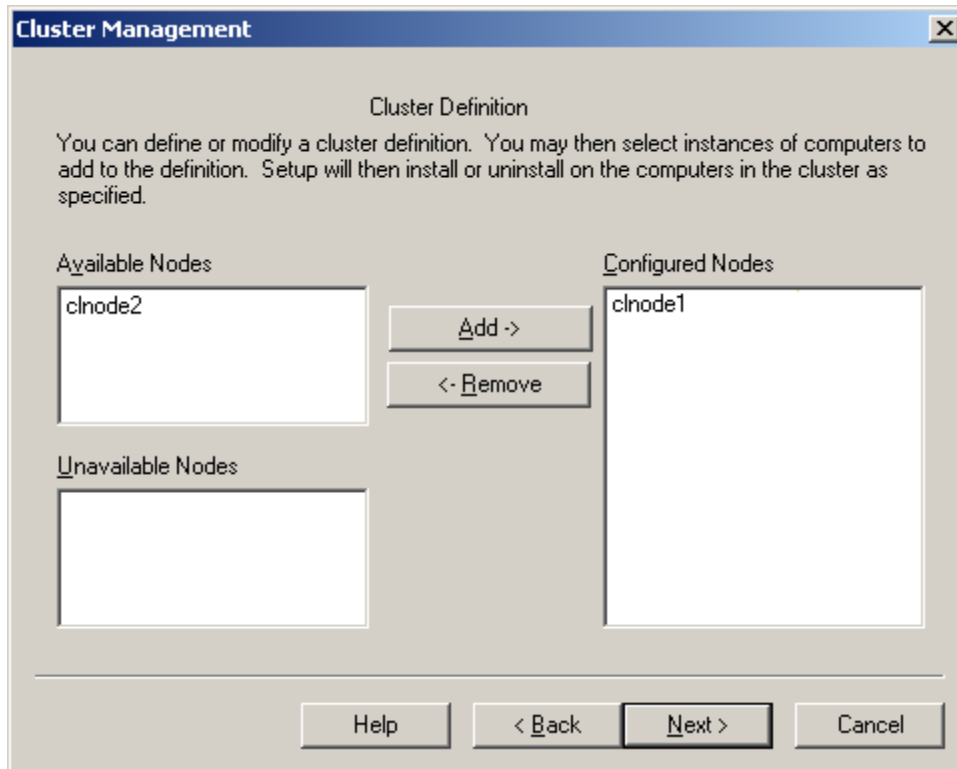 Cluster Management
Cluster Definition
You can define or modify a cluster definition.  You may then select instances of computers to
add to the definition.  Setup will then install or uninstall on the computers in the cluster as
specified.
Available Nodes
Configured Nodes
clnode2
clnode1
Add ->
<- Remove
Unavailable Nodes
Help
< Back
Next >
Cancel